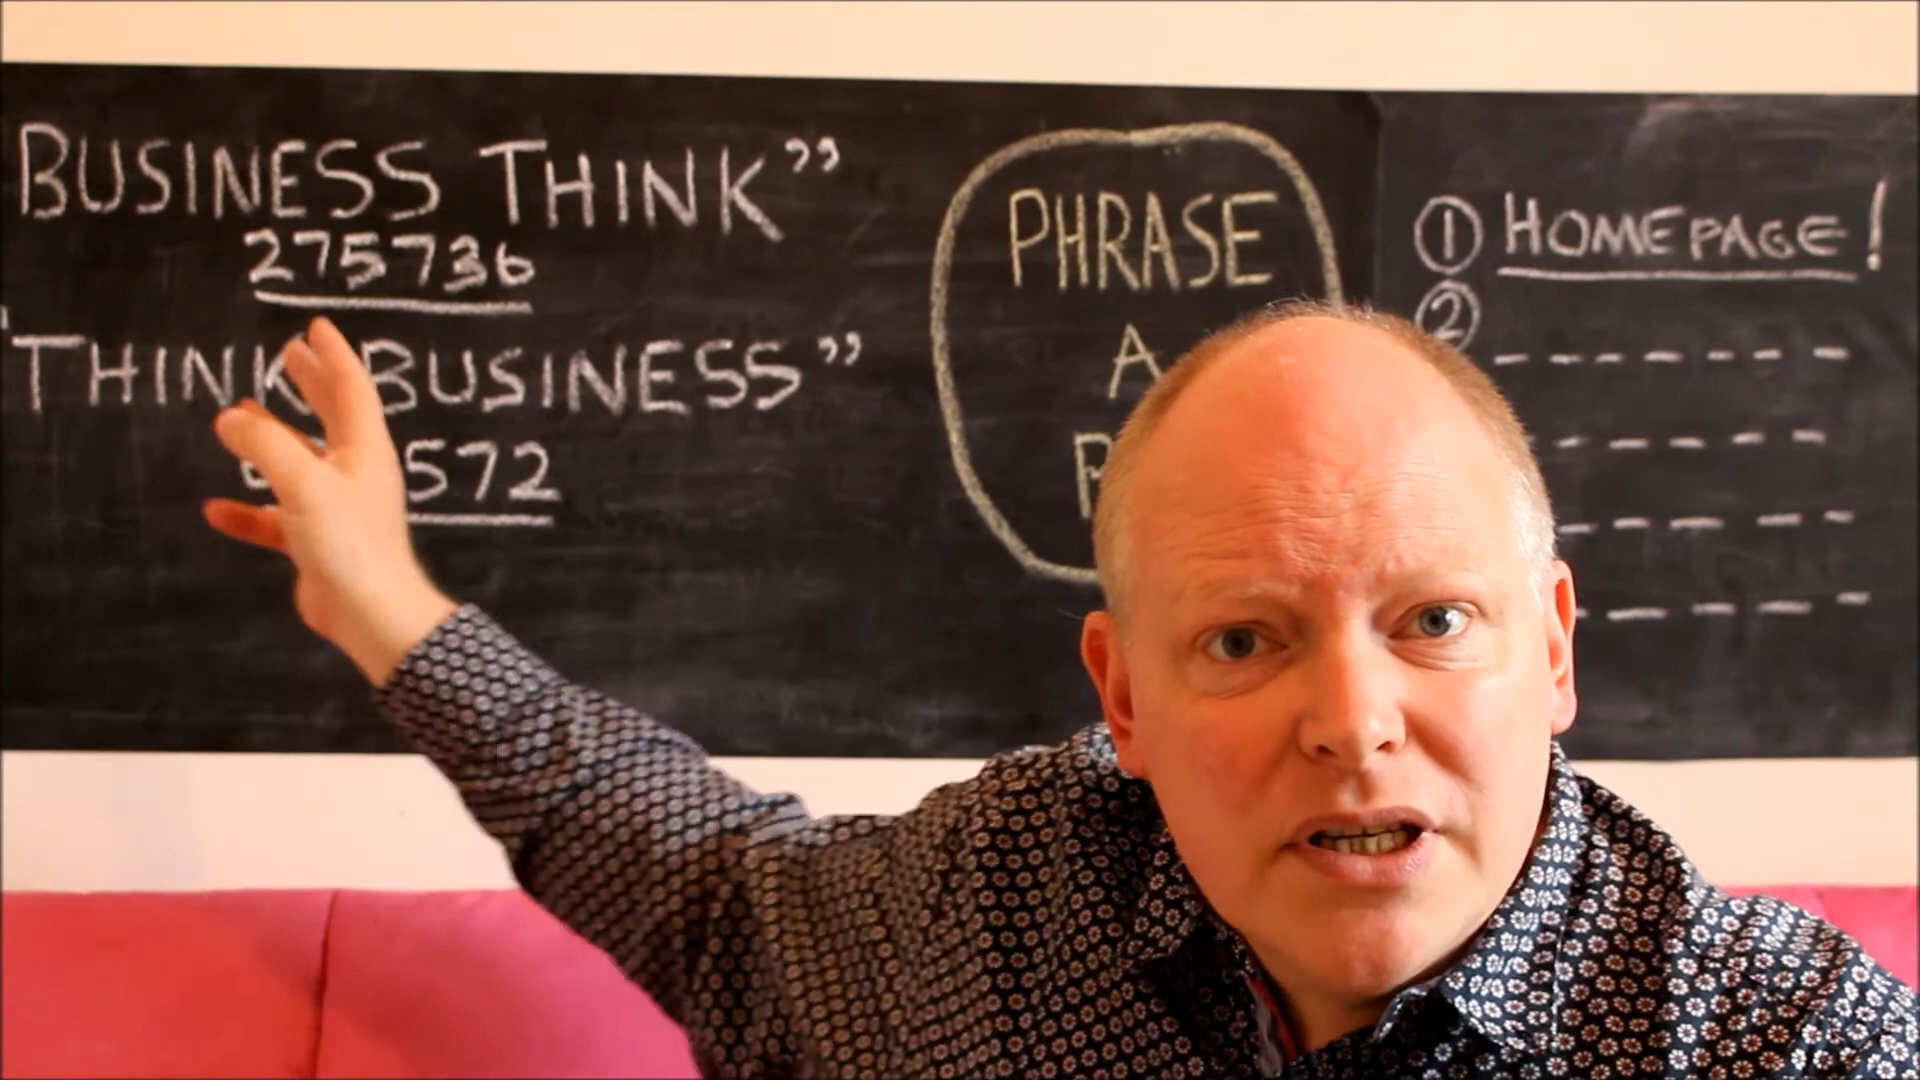 BUSINESS THINK”
275736
THINK BUSINESS”
572
PHRASE
A
① HOMEPAGE!
②